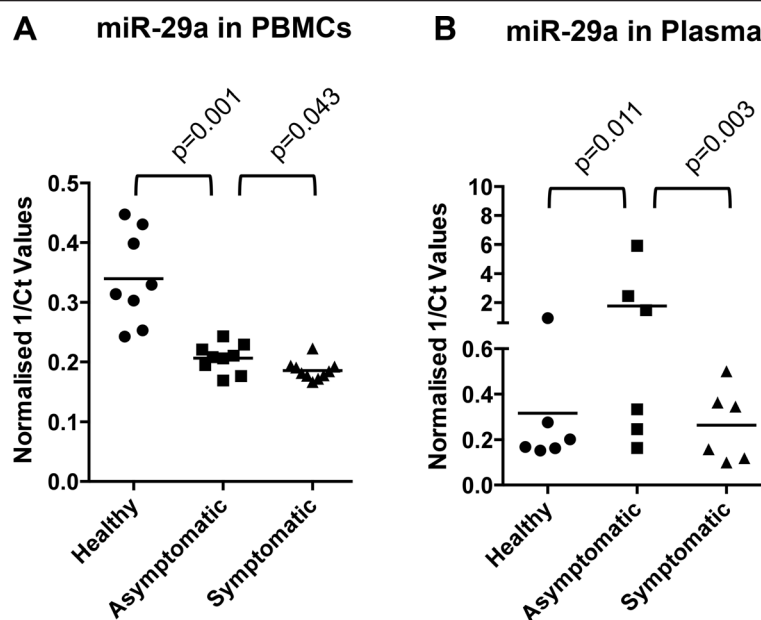 A miR-29a in PBMCs
p=0.001
p=0.043
Normalised 1/Ct Values
0.5
0.4
0.3
0.2
0.1
0.0
Healthy
Asymptomatic
Symptomatic
B miR-29a in Plasma
p=0.011
p=0.003
Normalised 1/Ct Values
10
8
6
4
2
0.6
0.4
0.2
0.0
Healthy
Asymptomatic
Symptomatic